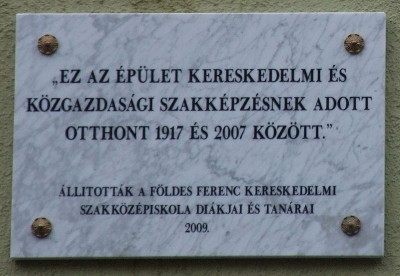 „EZ AZ ÉPÜLET KERESKEDELMI ÉS
KÖZGAZDASÁGI SZAKKÉPZÉSNEK ADOTT
OTTHONT 1917 ÉS 2007 KÖZÖTT.”
ÁLLITOTTÁK A FÖLDES FERENC KERESKEDELMI
SZAKKÖZÉPISKOLA DIÁKJAI ÉS TANÁRAI
2009.